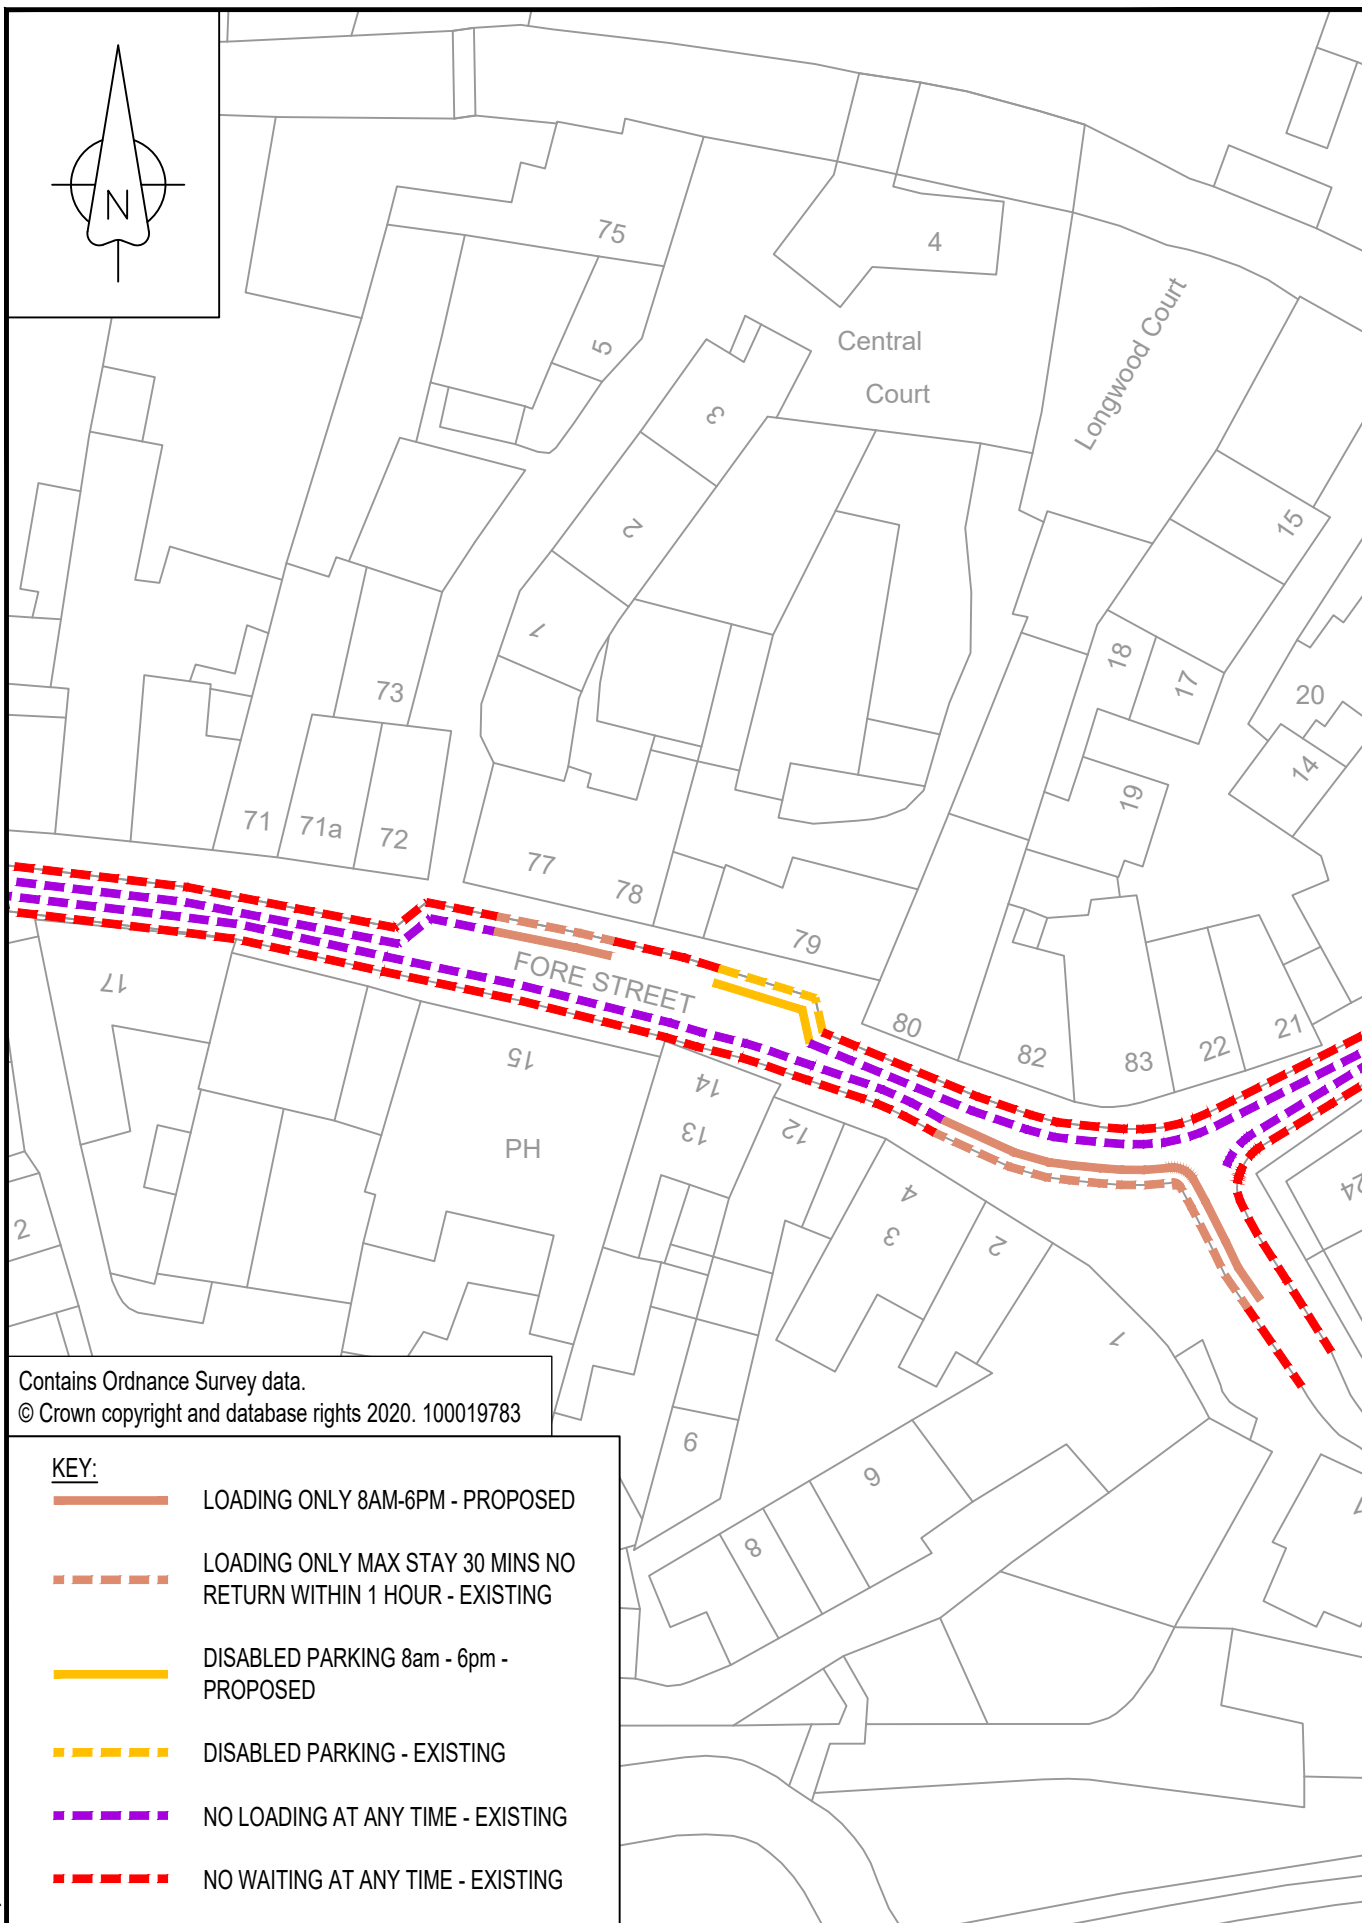 N
75
4
5
Central
Court
Longwood Court
3
2
15
1
18
17
73
20
14
19
71
71a
72
77
78
79
FORE STREET
80
82
83
22
21
17
15
14
13
12
PH
24
2
4
3
2
1
Contains Ordnance Survey data.
© Crown copyright and database rights 2020. 100019783
9
6
8
KEY:
LOADING ONLY 8AM-6PM - PROPOSED
LOADING ONLY MAX STAY 30 MINS NO
RETURN WITHIN 1 HOUR - EXISTING
DISABLED PARKING 8am - 6pm -
PROPOSED
DISABLED PARKING - EXISTING
NO LOADING AT ANY TIME - EXISTING
NO WAITING AT ANY TIME - EXISTING